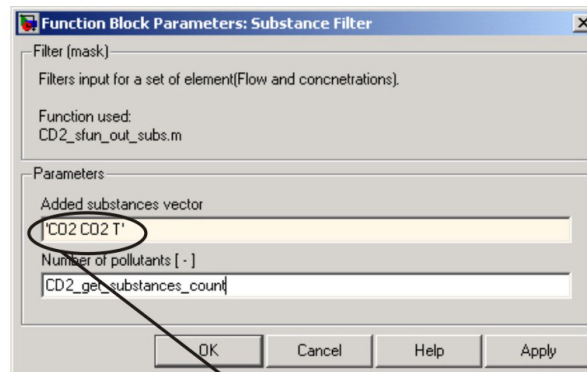 Function Block Parameters: Substance Filter
Filter (mask)
Filters input for a set of element(Flow and concnetrations).
Function used:
CD2_sfun_out_subs.m
Parameters
Added substances vector
'CO2 CO2 T'
Number of pollutants [ - ]
CD2_get_substances_count
OK
Cancel
Help
Apply